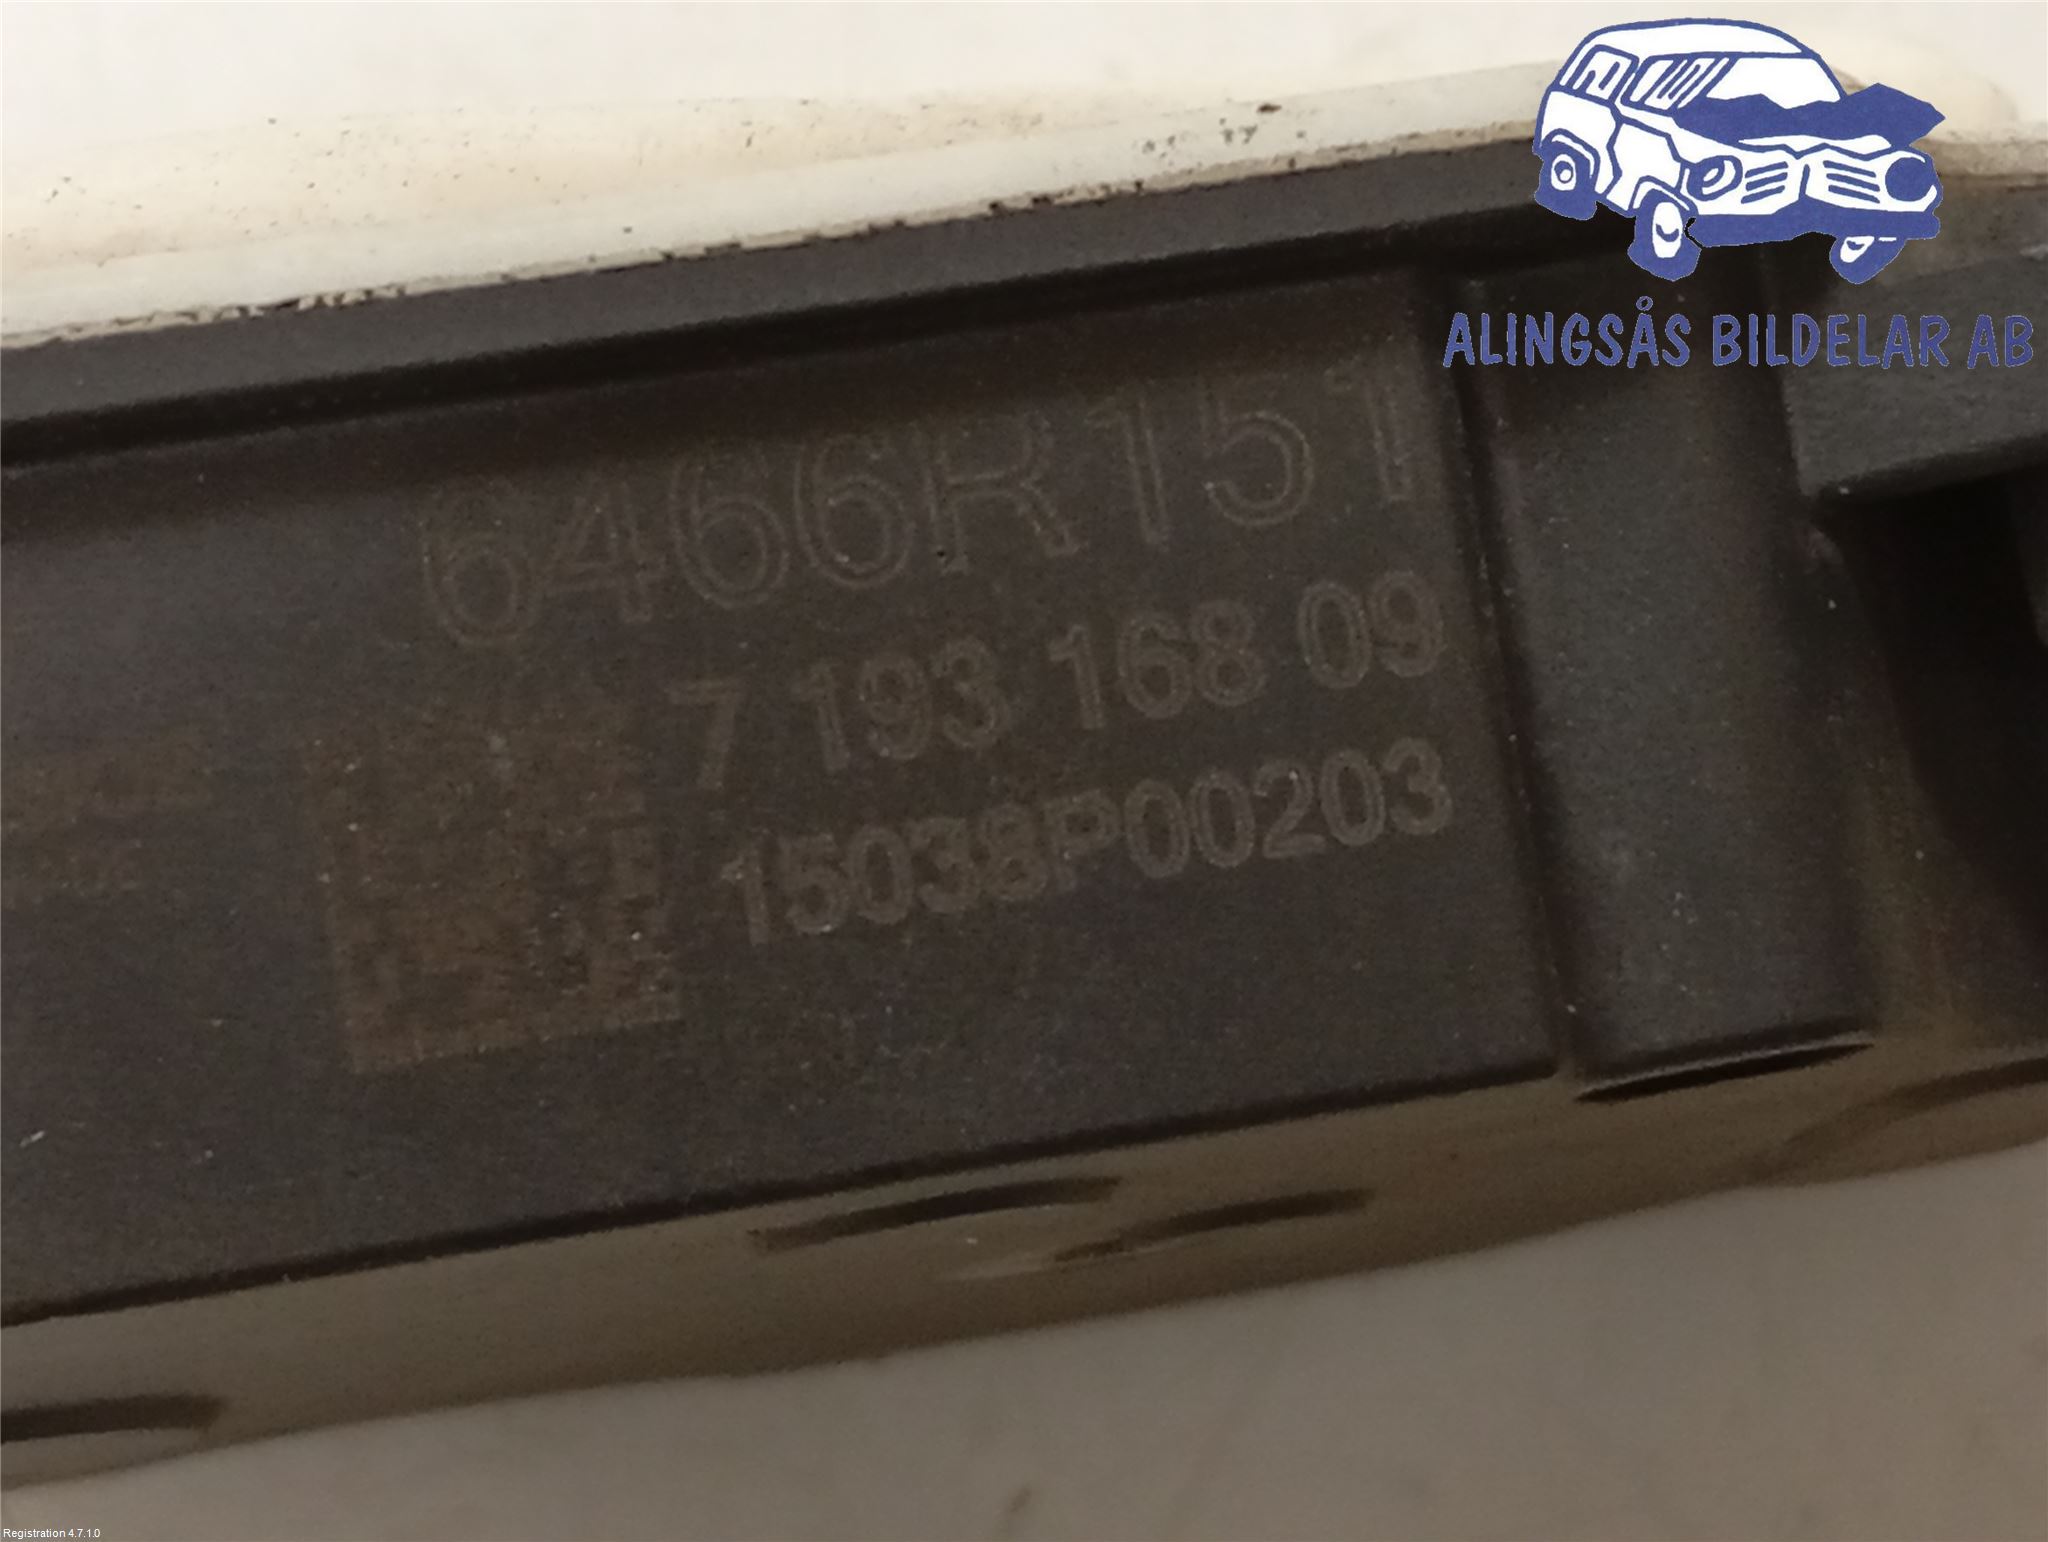 ALINGSÅS BILDELAR AB
6466R151
7 193 168 09
15038P00203
Registration 4.7.1.0